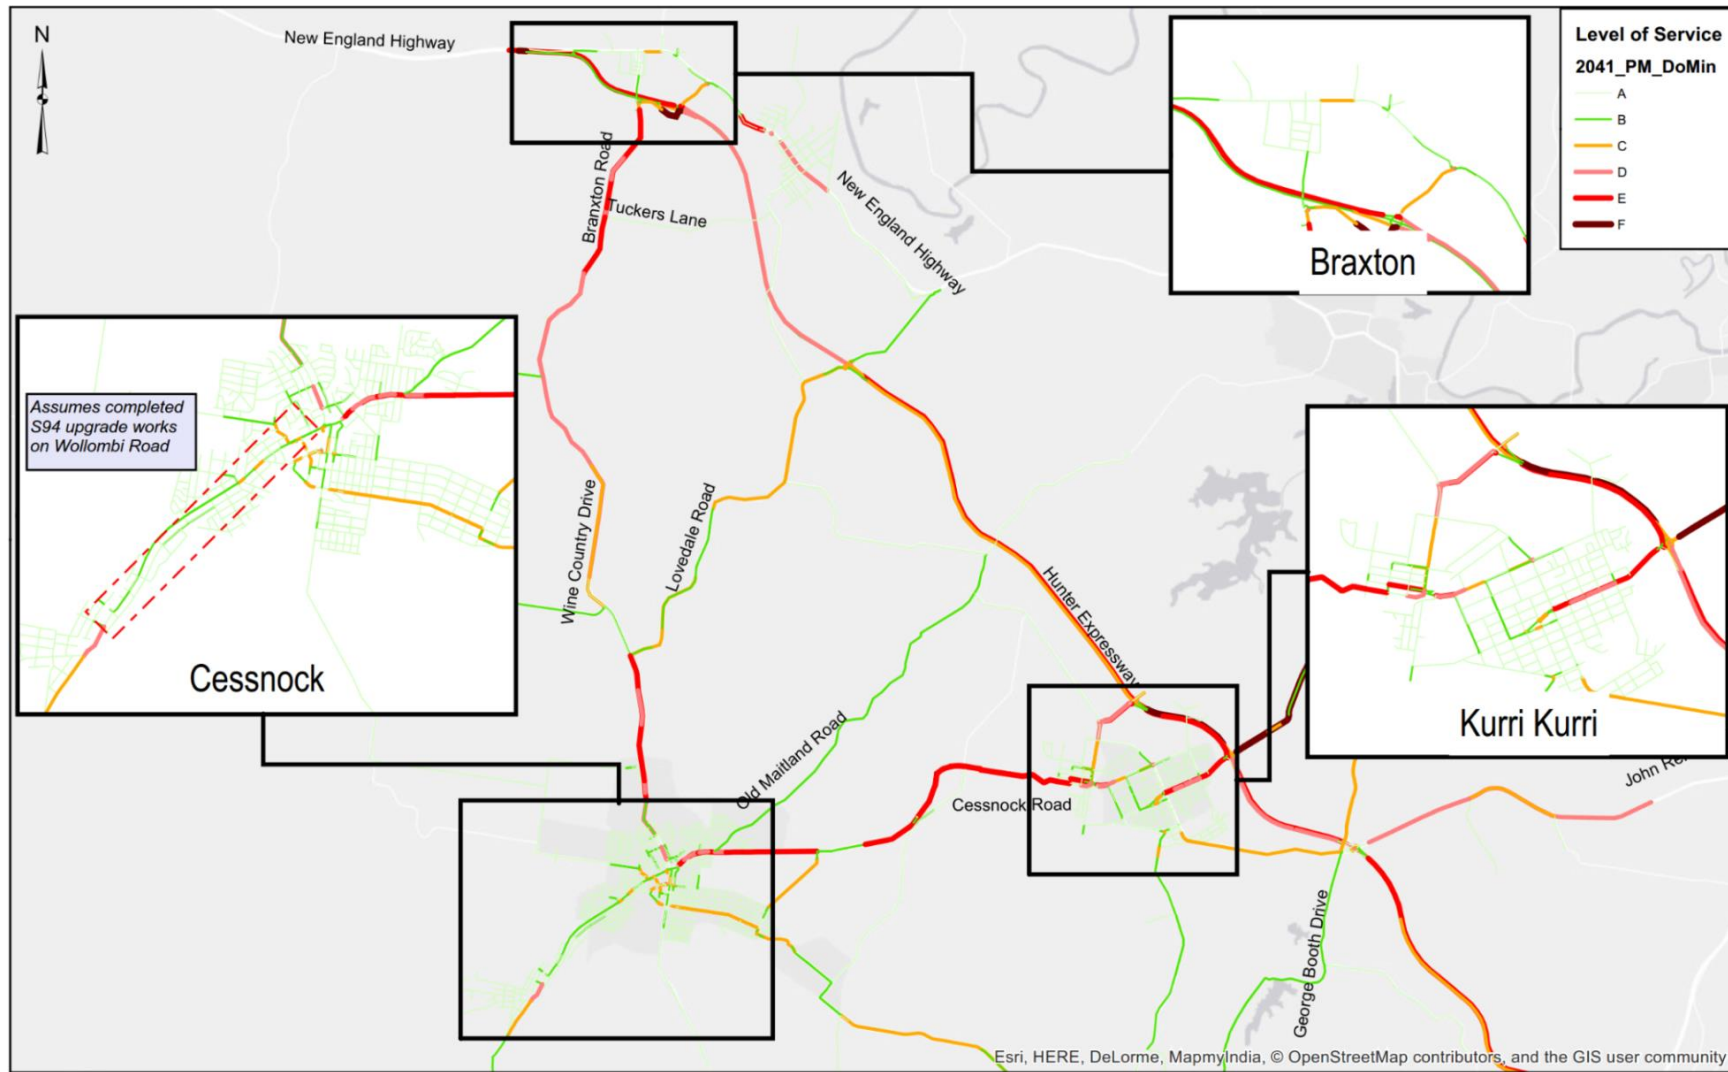 N
New England Highway
Level of Service
2041_PM_DoMin
A
B
C
D
E
F
Braxton
Branxton Road
Tuckers Lane
New England Highway
Assumes completed
S94 upgrade works
on Wollombi Road
Cessnock
Wine Country Drive
Lovedale Road
Hunter Expressway
Kurri Kurri
Old Maitland Road
Cessnock Road
John
George Booth Drive
Esri, HERE, DeLorme, MapmyIndia, © OpenStreetMap contributors, and the GIS user community